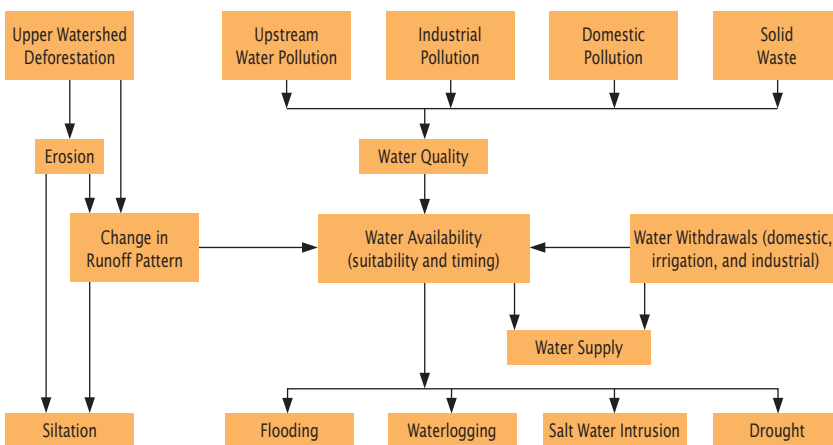 Upper Watershed
Deforestation
Upstream
Water Pollution
Industrial
Pollution
Domestic
Pollution
Solid
Waste
Erosion
Water Quality
Change in
Runoff Pattern
Water Availability
(suitability and timing)
Water Withdrawals (domestic,
irrigation, and industrial)
Water Supply
Siltation
Flooding
Waterlogging
Salt Water Intrusion
Drought